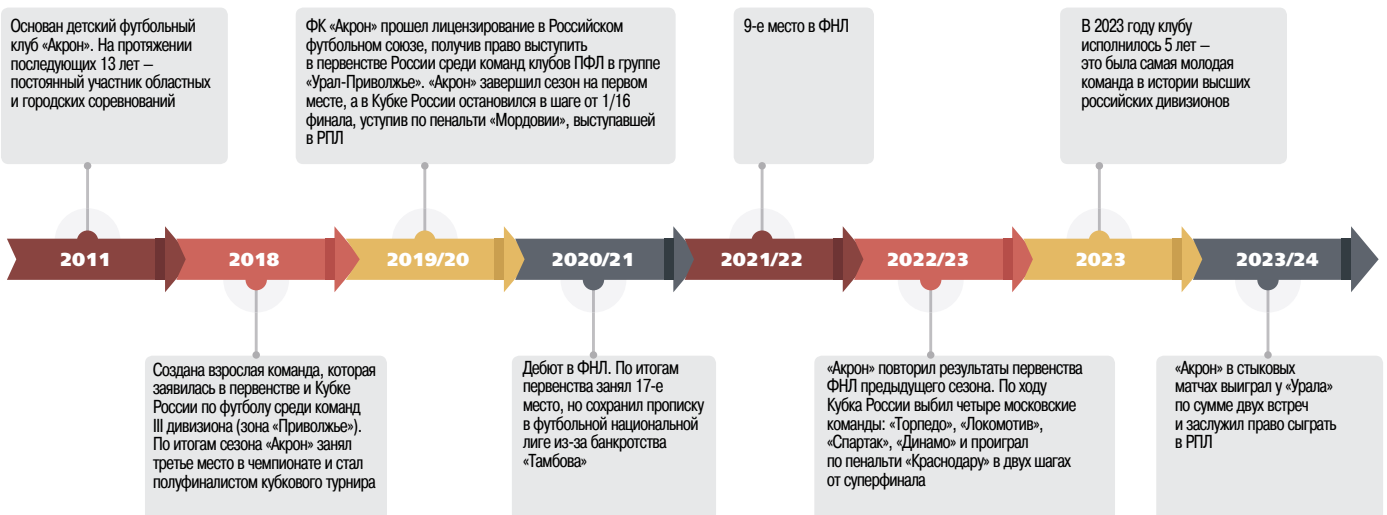 Основан детский футбольный
клуб «Акрон». На протяжении
последующих 13 лет –
постоянный участник областных
и городских соревнований
ФК «Акрон» прошел лицензирование в Российском
футбольном союзе, получив право выступить
в первенстве России среди команд клубов ПФЛ в группе
«Урал-Приволжье». «Акрон» завершил сезон на первом
месте, а в Кубке России остановился в шаге от 1/16
финала, уступив по пенальти «Мордовии», выступавшей
в РПЛ
9-е место в ФНЛ
В 2023 году клубу
исполнилось 5 лет –
это была самая молодая
команда в истории высших
российских дивизионов
2011
2018
2019/20
2020/21
2021/22
2022/23
2023
2023/24
Создана взрослая команда, которая
заявилась в первенстве и Кубке
России по футболу среди команд
III дивизиона (зона «Приволжье»).
По итогам сезона «Акрон» занял
третье место в чемпионате и стал
полуфиналистом кубкового турнира
Дебют в ФНЛ. По итогам
первенства занял 17-е
место, но сохранил прописку
в футбольной национальной
лиге из-за банкротства
«Тамбова»
«Акрон» повторил результаты первенства
ФНЛ предыдущего сезона. По ходу
Кубка России выбил четыре московские
команды: «Торпедо», «Локомотив»,
«Спартак», «Динамо» и проиграл
по пенальти «Краснодару» в двух шагах
от суперфинала
«Акрон» в стыковых
матчах выиграл у «Урала»
по сумме двух встреч
и заслужил право сыграть
в РПЛ